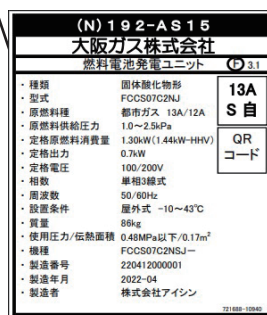 (N)192-AS15
大阪ガス株式会社
燃料電池発電ユニット Ⓕ 3.1
・種類 固体酸化物形
・型式 FCCS07C2NJ
・原燃料種 都市ガス 13A/12A
・原燃料供給圧力 1.0～2.5kPa
・定格原燃料消費量 1.30kW(1.44kW-HHV)
・定格出力 0.7kW
・定格電圧 100/200V
・相数 単相3線式
・周波数 50/60Hz
・設置条件 屋外式 -10～43℃
・質量 86kg
・使用圧力/伝熱面積 0.48MPa以下/0.17m²
・機種 FCCS07C2NSJ－
・製造番号 220412000001
・製造年月 2022-04
・製造者 株式会社アイシン
13A
S 自
QR
コード
721688-10940